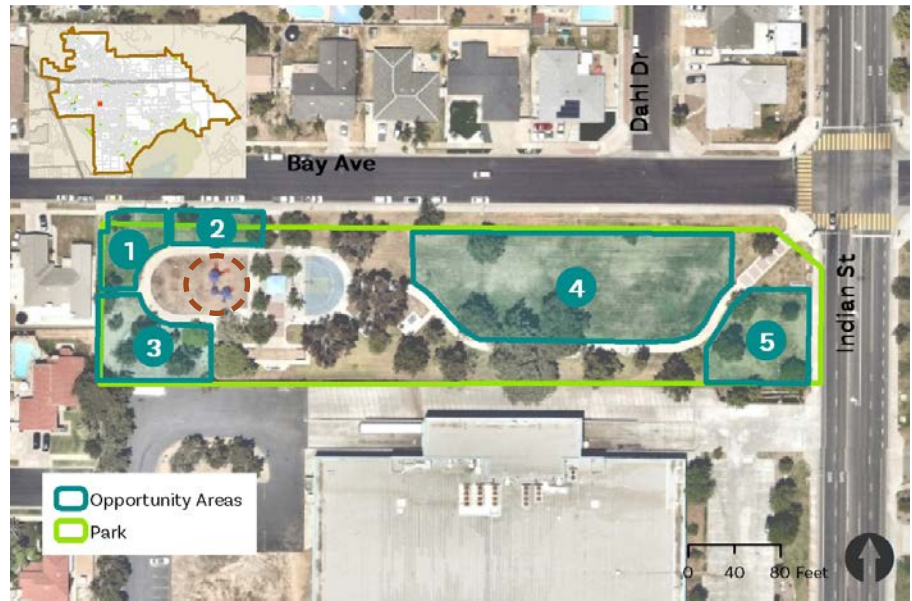 Dahl Dr
Bay Ave
1
2
3
4
5
Indian St
Opportunity Areas
Park
0 40 80 Feet